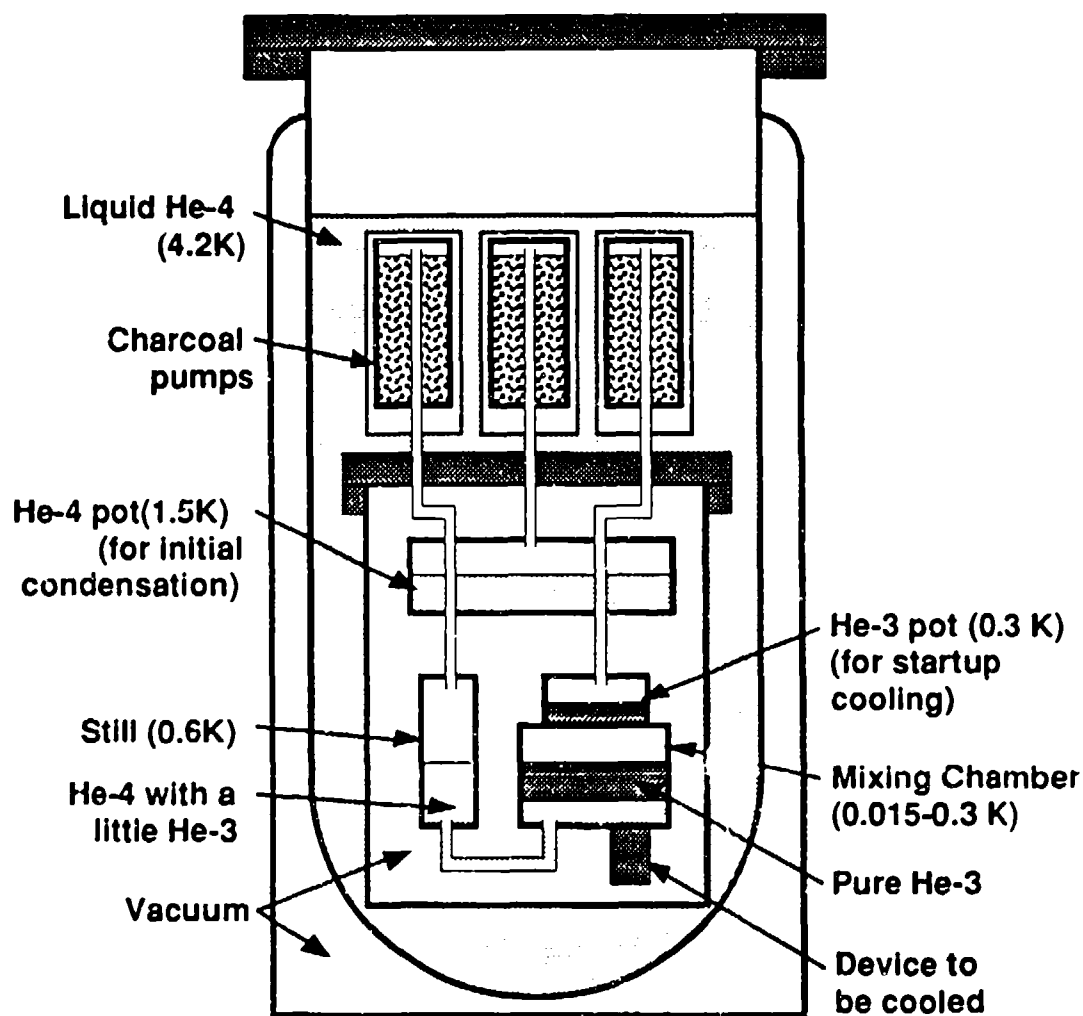 Liquid He-4
(4.2K)
Charcoal
pumps
He-4 pot(1.5K)
(for initial
condensation)
Still (0.6K)
He-4 with a
little He-3
Vacuum
He-3 pot (0.3 K)
(for startup
cooling)
Mixing Chamber
(0.015-0.3 K)
Pure He-3
Device to
be cooled